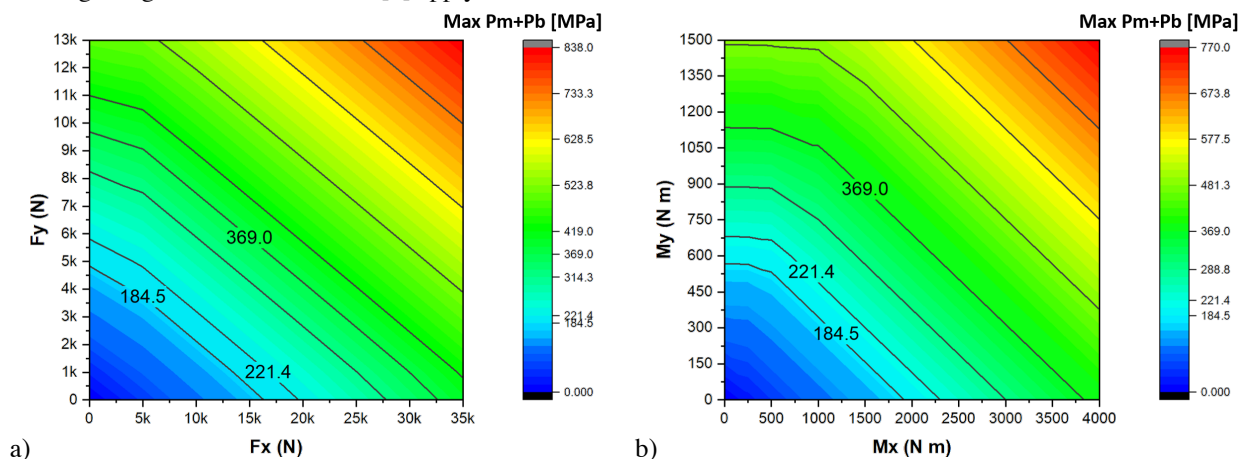 Max Pm+Pb [MPa]
13k
12k
11k
10k
9k
8k
7k
6k
5k
4k
3k
2k
1k
0
Fy (N)
369.0
184.5
221.4
0 5k 10k 15k 20k 25k 30k 35k
Fx (N)
838.0
733.3
628.5
523.8
419.0
369.0
314.3
221.4
184.5
0.000
a)
Max Pm+Pb [MPa]
1500
1350
1200
1050
900
750
600
450
300
150
0
My (N m)
369.0
221.4
184.5
0 500 1000 1500 2000 2500 3000 3500 4000
Mx (N m)
770.0
673.8
577.5
481.3
369.0
288.8
221.4
184.5
0.000
b)